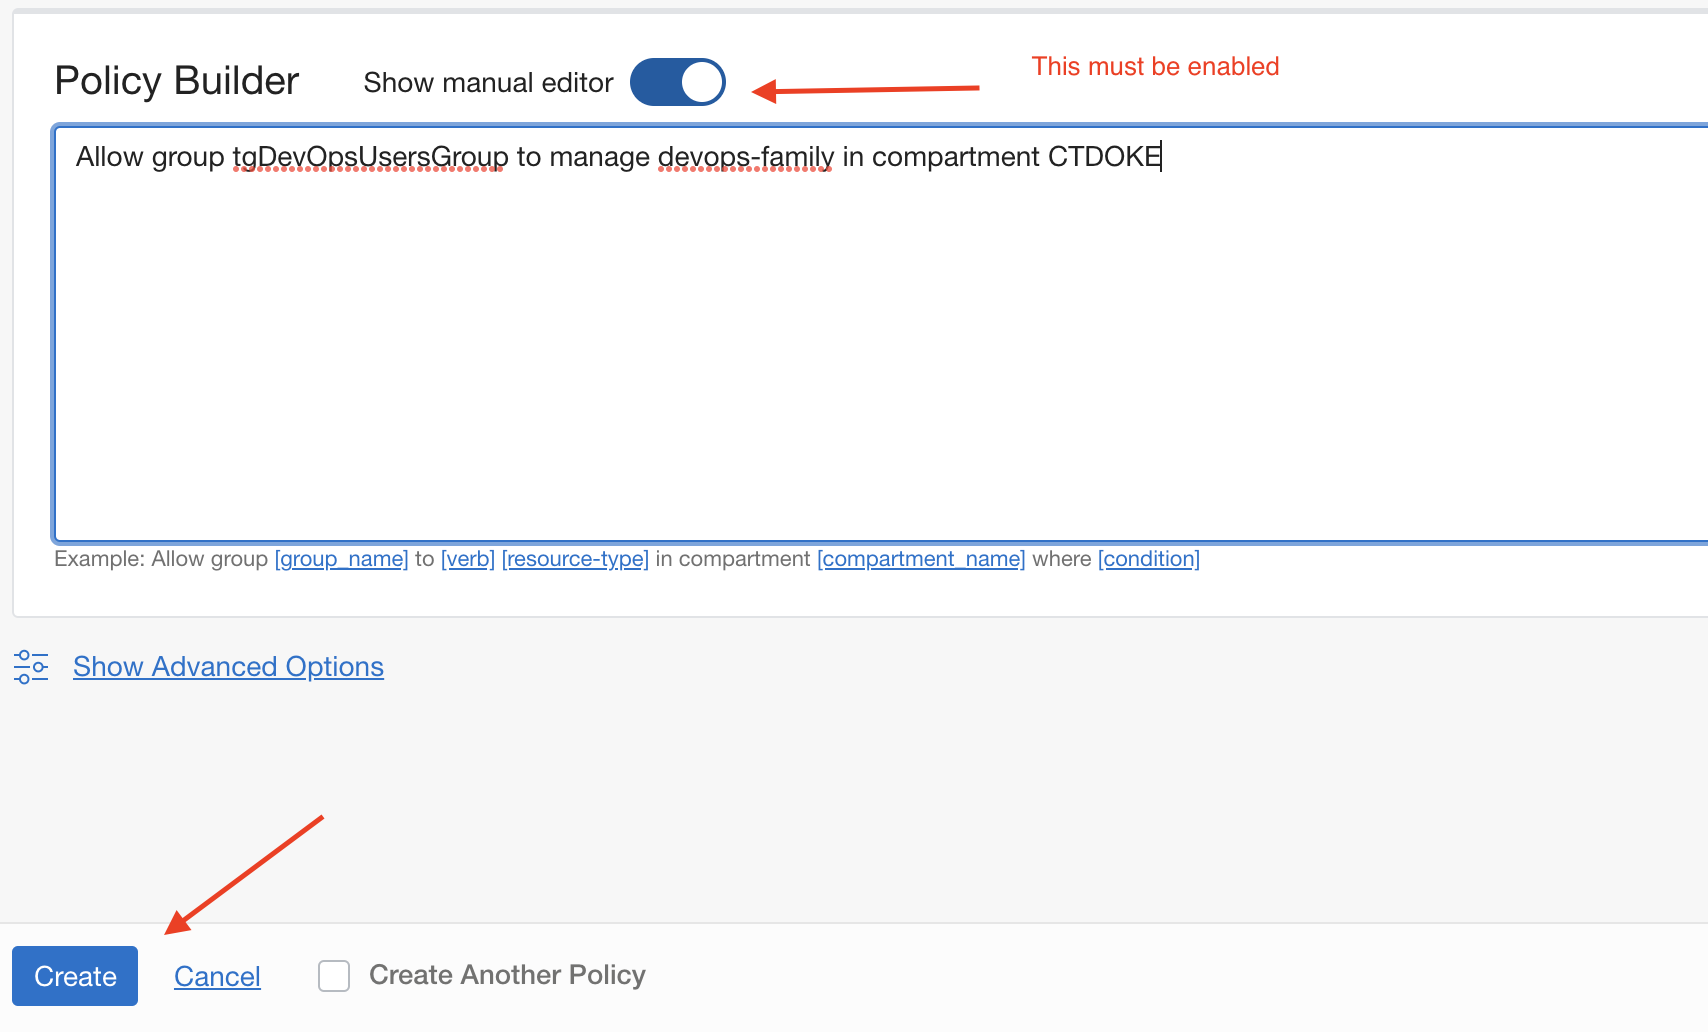 Policy Builder Show manual editor This must be enabled
Allow group tgDevOpsUsersGroup to manage devops-family in compartment CTDOKE
Example: Allow group [group_name] to [verb] [resource-type] in compartment [compartment_name] where [condition]
Show Advanced Options
Create Cancel Create Another Policy